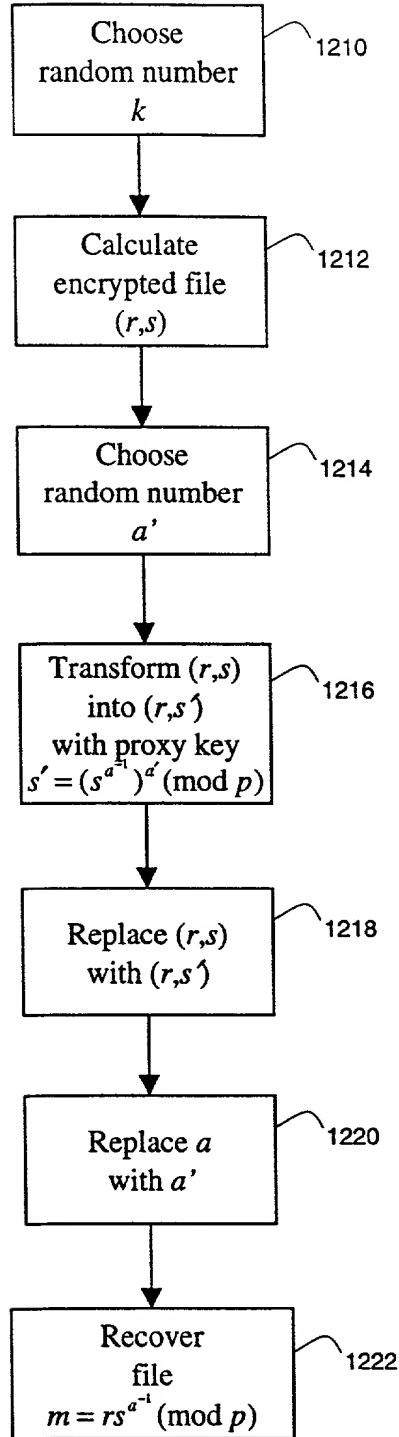 Choose
random number
k
1210
Calculate
encrypted file
(r,s)
1212
Choose
random number
a'
1214
Transform (r,s)
into (r,s')
with proxy key
s' = (s^{a^{-1}})^{a'} (mod p)
1216
Replace (r,s)
with (r,s')
1218
Replace a
with a'
1220
Recover
file
m = rs^{a^{-1}} (mod p)
1222